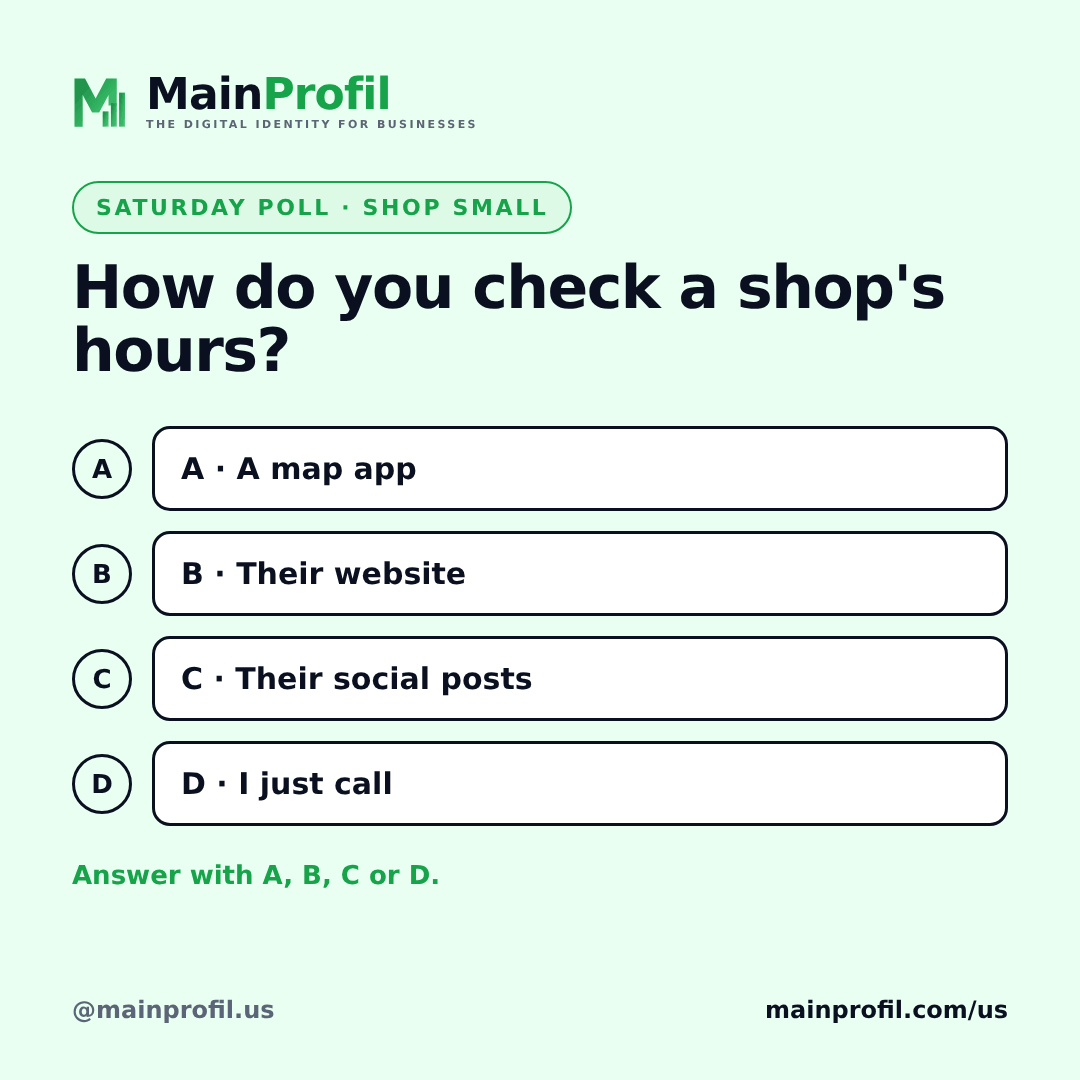 MainProfil
THE DIGITAL IDENTITY FOR BUSINESSES
SATURDAY POLL · SHOP SMALL
How do you check a shop's
hours?
A
A · A map app
B
B · Their website
C
C · Their social posts
D
D · I just call
Answer with A, B, C or D.
@mainprofil.us
mainprofil.com/us